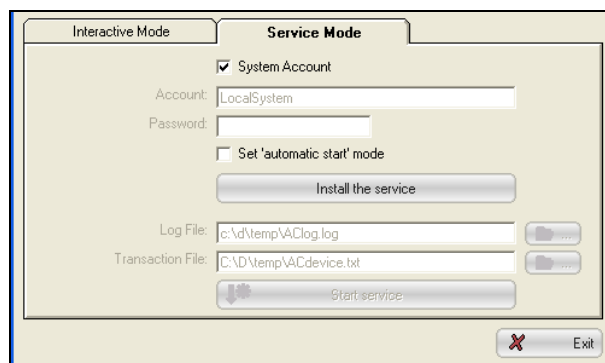 Interactive Mode
Service Mode
System Account
Account: LocalSystem
Password:
Set 'automatic start' mode
Install the service
Log File: c:\d\temp\AClog.log
...
Transaction File: C:\D\temp\ACdevice.txt
...
Start service
Exit